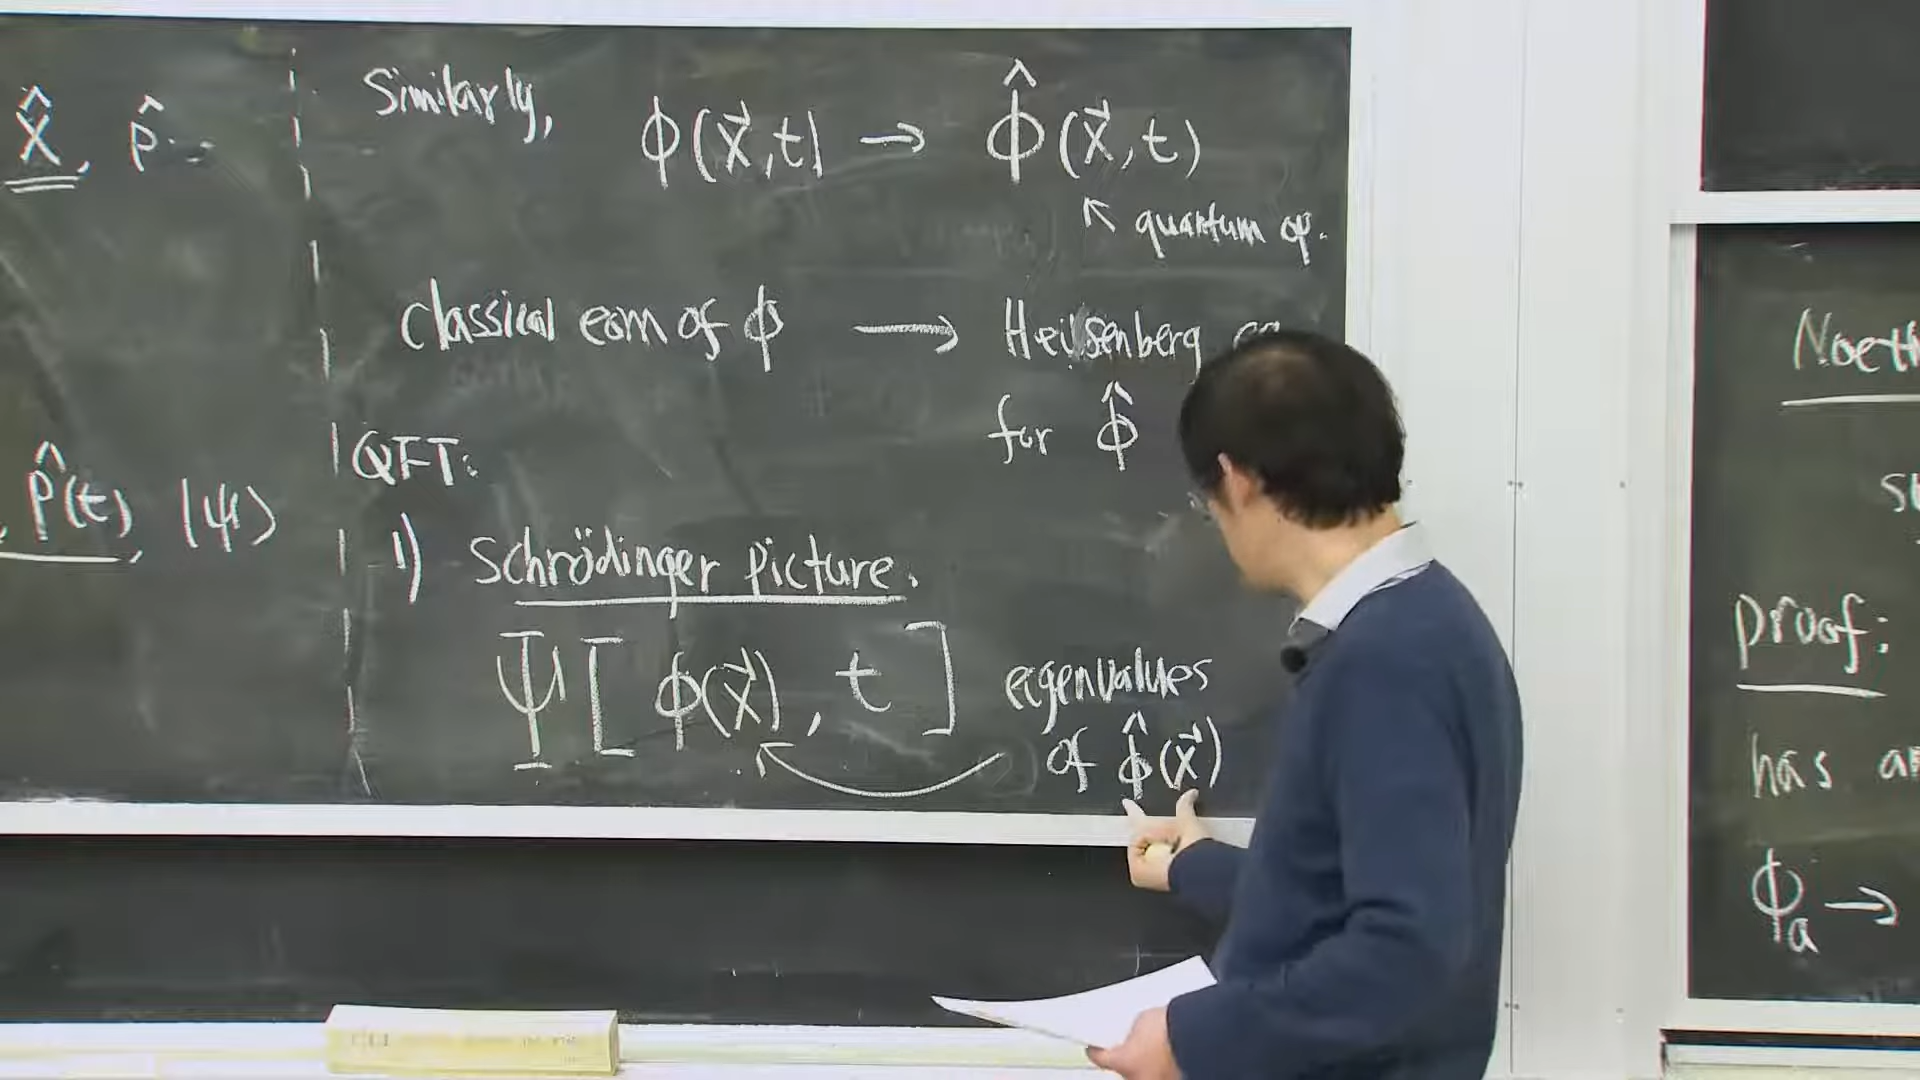 X̂, p̂
p̂(t), |ψ⟩
Similarly, ϕ(x⃗,t) → ϕ̂(x⃗,t)
↖ quantum op.
Classical eom of ϕ → Heisenberg
for ϕ̂
QFT:
1) Schrödinger picture.
Ψ[ϕ(x⃗), t] eigenvalues
of ϕ̂(x⃗)
Noeth
Proof:
has
ϕₐ →